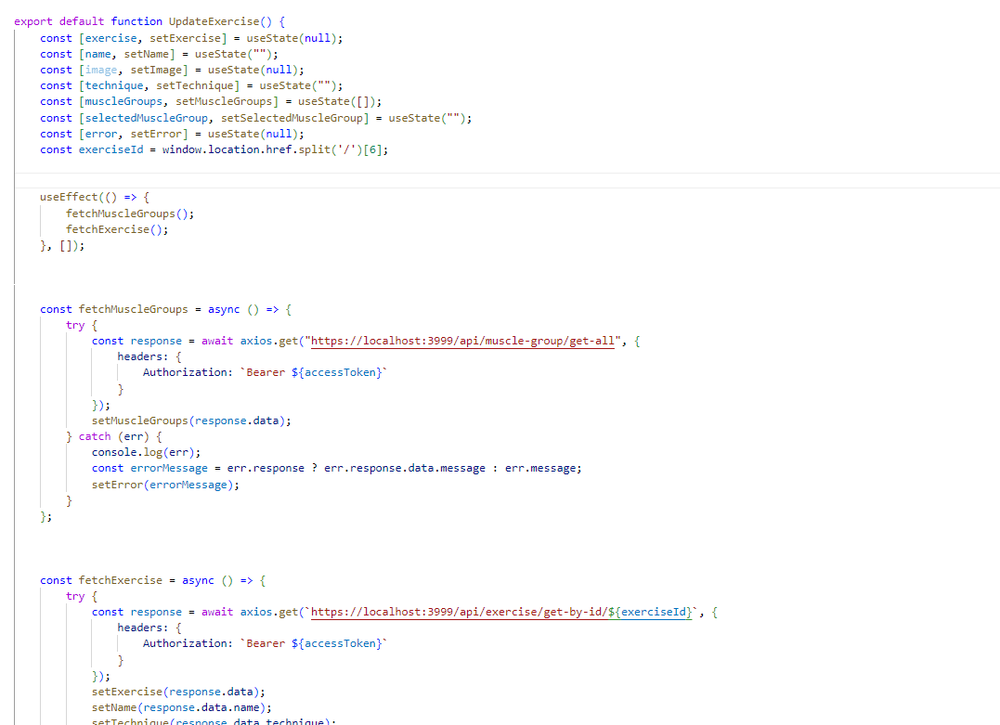 export default function UpdateExercise() {
    const [exercise, setExercise] = useState(null);
    const [name, setName] = useState("");
    const [image, setImage] = useState(null);
    const [technique, setTechnique] = useState("");
    const [muscleGroups, setMuscleGroups] = useState([]);
    const [selectedMuscleGroup, setSelectedMuscleGroup] = useState("");
    const [error, setError] = useState(null);
    const exerciseId = window.location.href.split('/')[6];
    useEffect(() => {
        fetchMuscleGroups();
        fetchExercise();
    }, []);
    const fetchMuscleGroups = async () => {
        try {
            const response = await axios.get("https://localhost:3999/api/muscle-group/get-all", {
                headers: {
                    Authorization: `Bearer ${accessToken}`
                }
            });
            setMuscleGroups(response.data);
        } catch (err) {
            console.log(err);
            const errorMessage = err.response ? err.response.data.message : err.message;
            setError(errorMessage);
        }
    };
    const fetchExercise = async () => {
        try {
            const response = await axios.get(`https://localhost:3999/api/exercise/get-by-id/${exerciseId}`, {
                headers: {
                    Authorization: `Bearer ${accessToken}`
                }
            });
            setExercise(response.data);
            setName(response.data.name);
            setTechnique(response.data.technique);